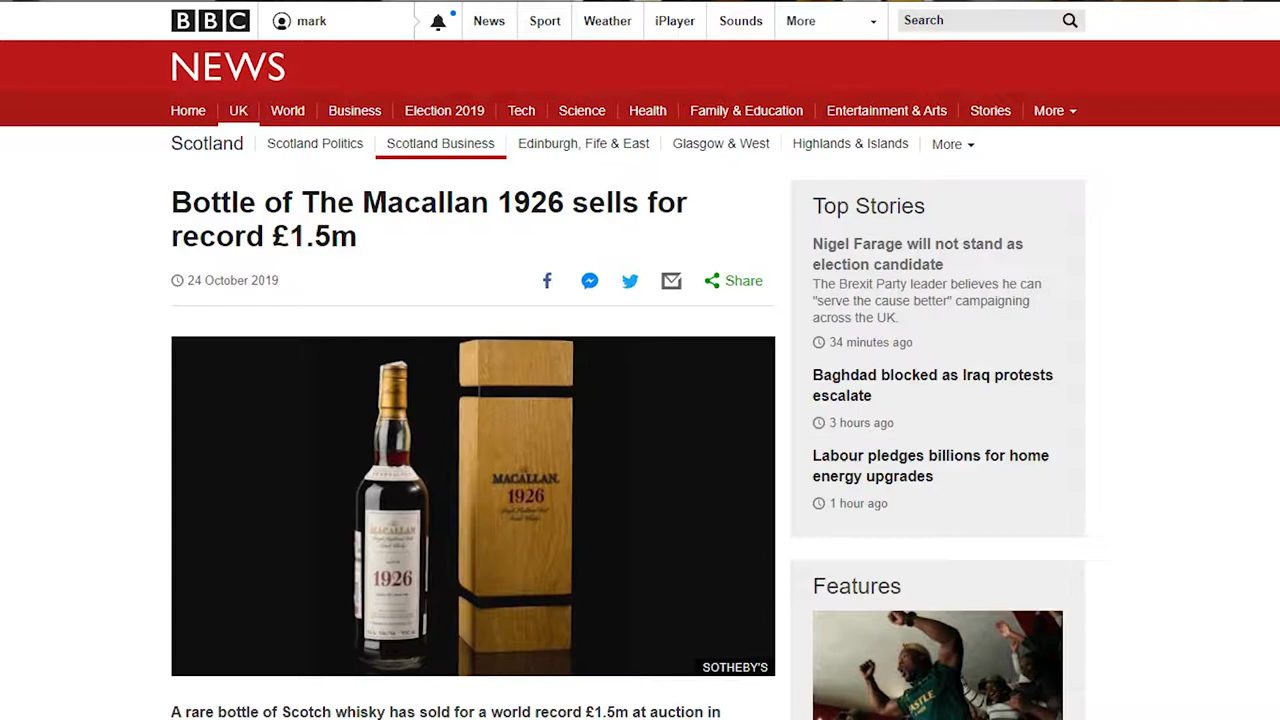 BBC
mark
News
Sport
Weather
iPlayer
Sounds
More
Search
NEWS
Home
UK
World
Business
Election 2019
Tech
Science
Health
Family & Education
Entertainment & Arts
Stories
More
Scotland
Scotland Politics
Scotland Business
Edinburgh, Fife & East
Glasgow & West
Highlands & Islands
More
Bottle of The Macallan 1926 sells for
record £1.5m
24 October 2019
Share
MACALLAN
1926
The
MACALLAN.
1926
SOTHEBY'S
A rare bottle of Scotch whisky has sold for a world record £1.5m at auction in
Top Stories
Nigel Farage will not stand as
election candidate
The Brexit Party leader believes he can
"serve the cause better" campaigning
across the UK.
34 minutes ago
Baghdad blocked as Iraq protests
escalate
3 hours ago
Labour pledges billions for home
energy upgrades
1 hour ago
Features
CASTLE